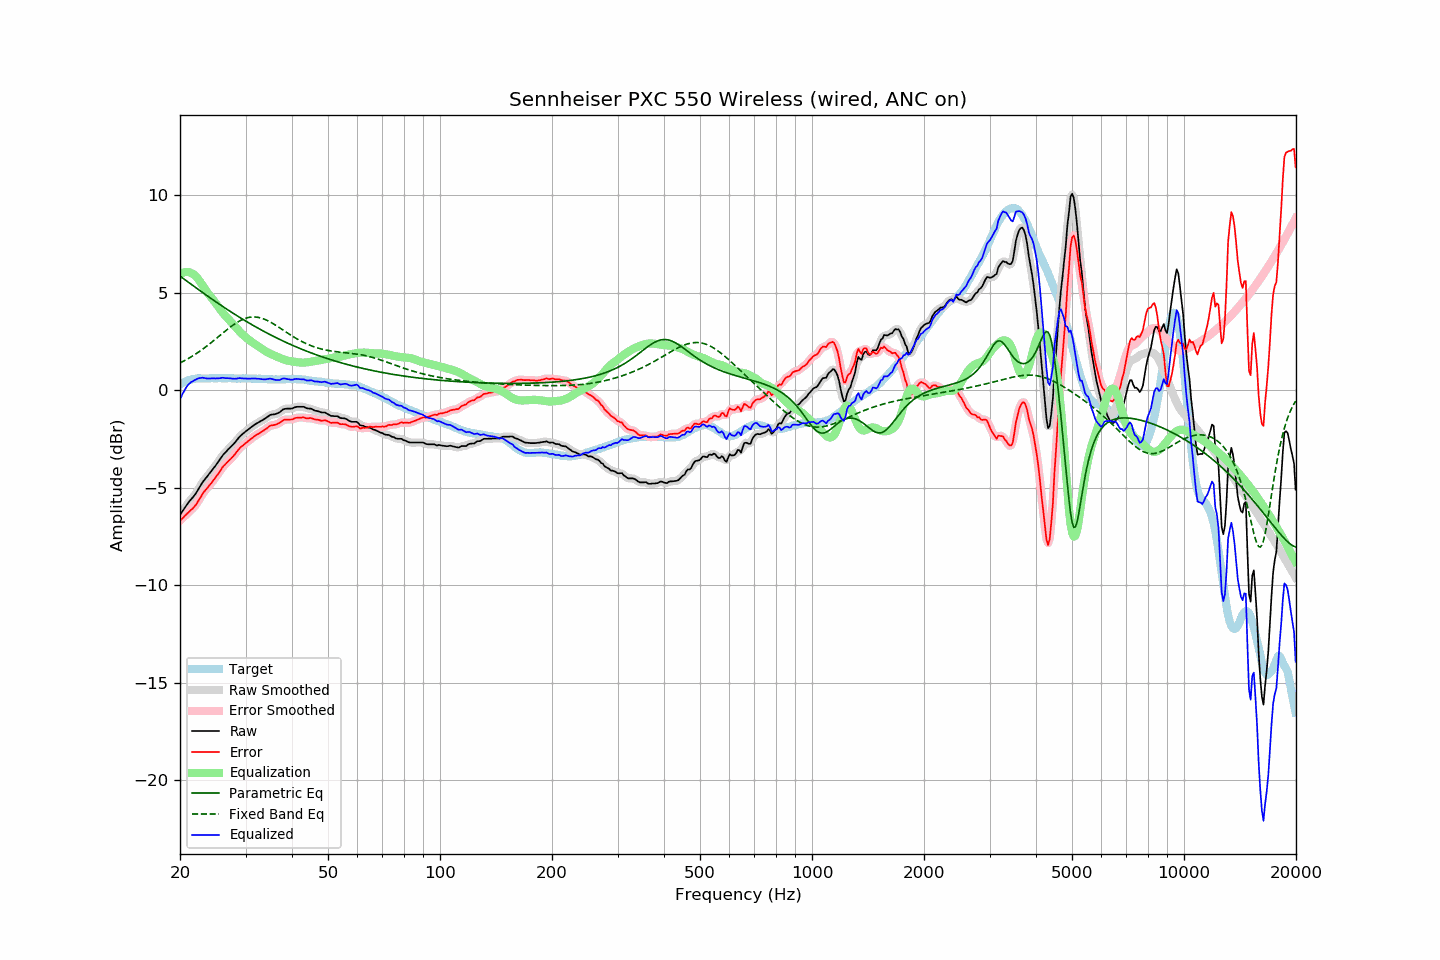 Sennheiser PXC 550 Wireless (wired, ANC on)
Amplitude (dBr)
10
5
0
−5
−10
−15
−20
Target
Raw Smoothed
Error Smoothed
Raw
Error
Equalization
Parametric Eq
Fixed Band Eq
Equalized
20 50 100 200 500 1000 2000 5000 10000 20000
Frequency (Hz)